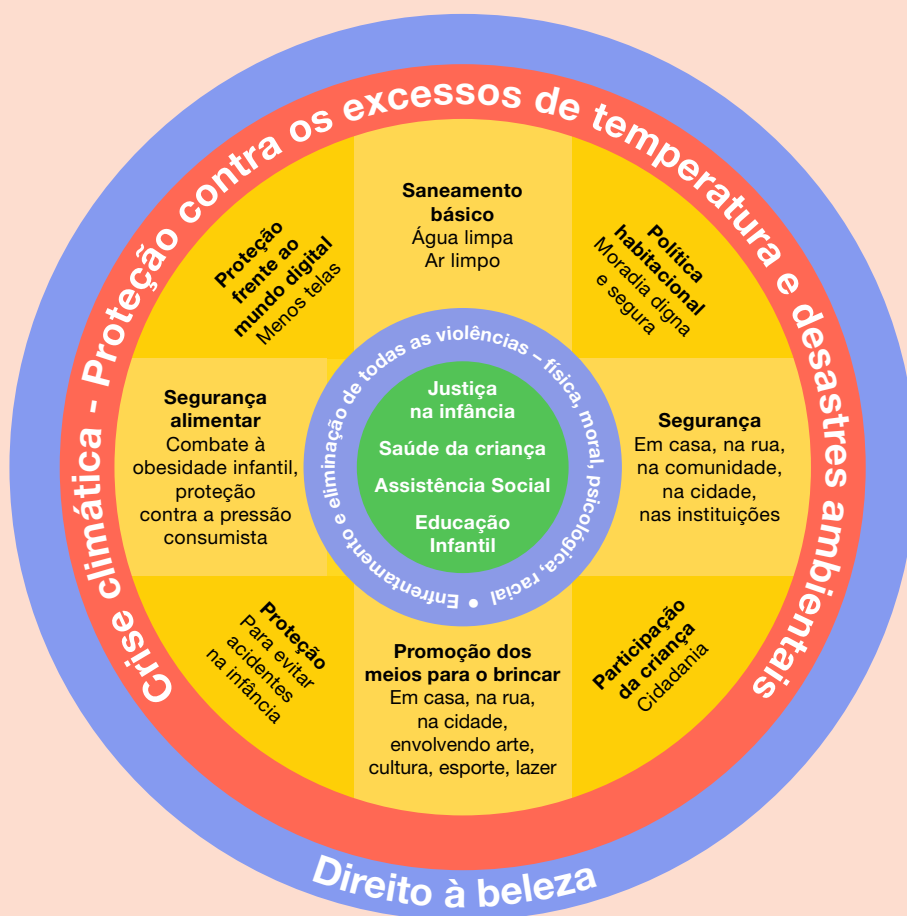 Crise climática - Proteção contra os excessos de temperatura e desastres ambientais
Saneamento
básico
Água limpa
Ar limpo
Política
habitacional
Moradia digna
e segura
Segurança
Em casa, na rua,
na comunidade,
na cidade,
nas instituições
Participação
da criança
Cidadania
Promoção dos
meios para o brincar
Em casa, na rua,
na cidade,
envolvendo arte,
cultura, esporte, lazer
Proteção
Para evitar
acidentes
na infância
Segurança
alimentar
Combate à
obesidade infantil,
proteção
contra a pressão
consumista
Proteção
frente ao
mundo digital
Menos telas
Enfrentamento e eliminação de todas as violências – física, moral, psicológica, racial •
Justiça
na infância
Saúde da criança
Assistência Social
Educação
Infantil
Direito à beleza